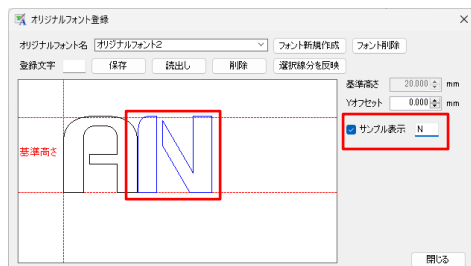 オリジナルフォント登録
オリジナルフォント名 オリジナルフォント2 フォント新規作成 フォント削除
登録文字 保存 読出し 削除 選択線分を反映
基準高さ 20.000 mm
Yオフセット 0.000 mm
サンプル表示 N
基準高さ
AN
閉じる